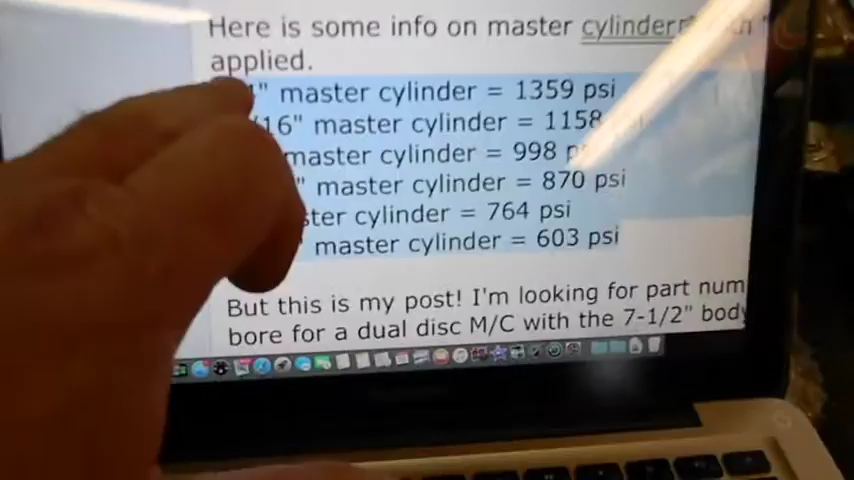 Here is some info on master
applied.
" master cylinder = 1359 psi
16" master cylinder = 1158
master cylinder = 998
" master cylinder = 870 psi
cylinder = 764 psi
master cylinder = 603 psi
But this is my post! I'm looking for part num
bore for a dual disc M/C with the 7-1/2" body